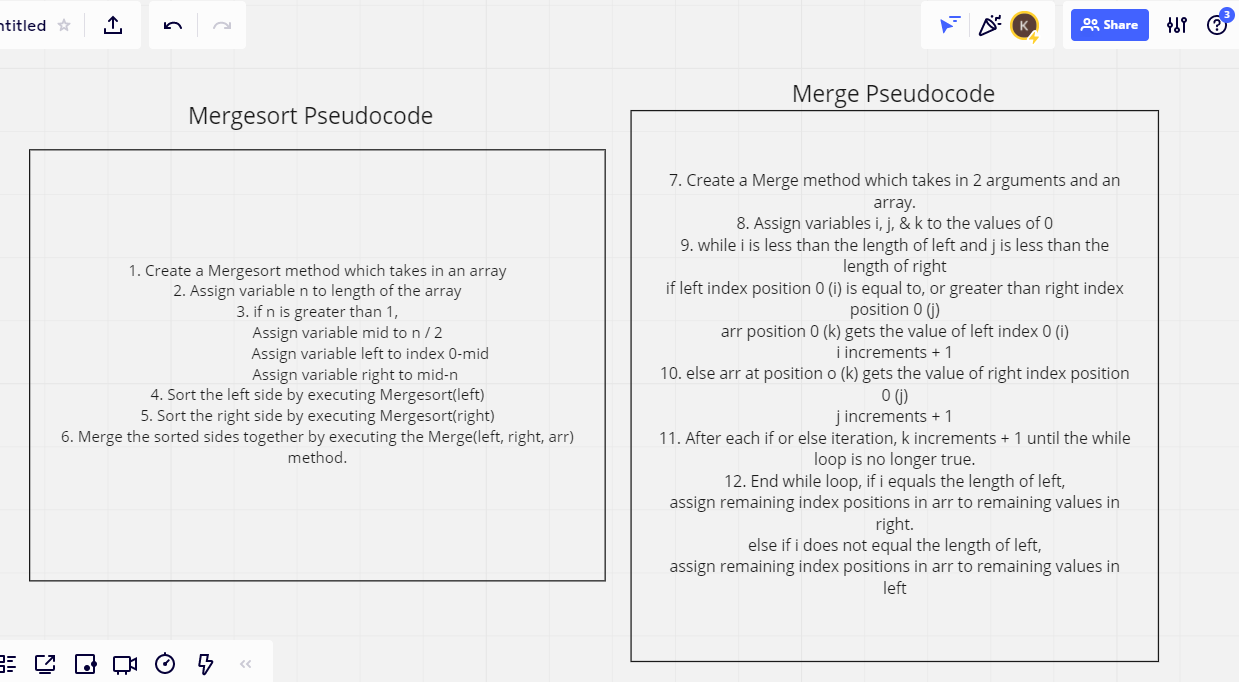 ntitled
K
Share
3
Mergesort Pseudocode
1. Create a Mergesort method which takes in an array
2. Assign variable n to length of the array
3. if n is greater than 1,
Assign variable mid to n / 2
Assign variable left to index 0-mid
Assign variable right to mid-n
4. Sort the left side by executing Mergesort(left)
5. Sort the right side by executing Mergesort(right)
6. Merge the sorted sides together by executing the Merge(left, right, arr)
method.
Merge Pseudocode
7. Create a Merge method which takes in 2 arguments and an
array.
8. Assign variables i, j, & k to the values of 0
9. while i is less than the length of left and j is less than the
length of right
if left index position 0 (i) is equal to, or greater than right index
position 0 (j)
arr position 0 (k) gets the value of left index 0 (i)
i increments + 1
10. else arr at position o (k) gets the value of right index position
0 (j)
j increments + 1
11. After each if or else iteration, k increments + 1 until the while
loop is no longer true.
12. End while loop, if i equals the length of left,
assign remaining index positions in arr to remaining values in
right.
else if i does not equal the length of left,
assign remaining index positions in arr to remaining values in
left